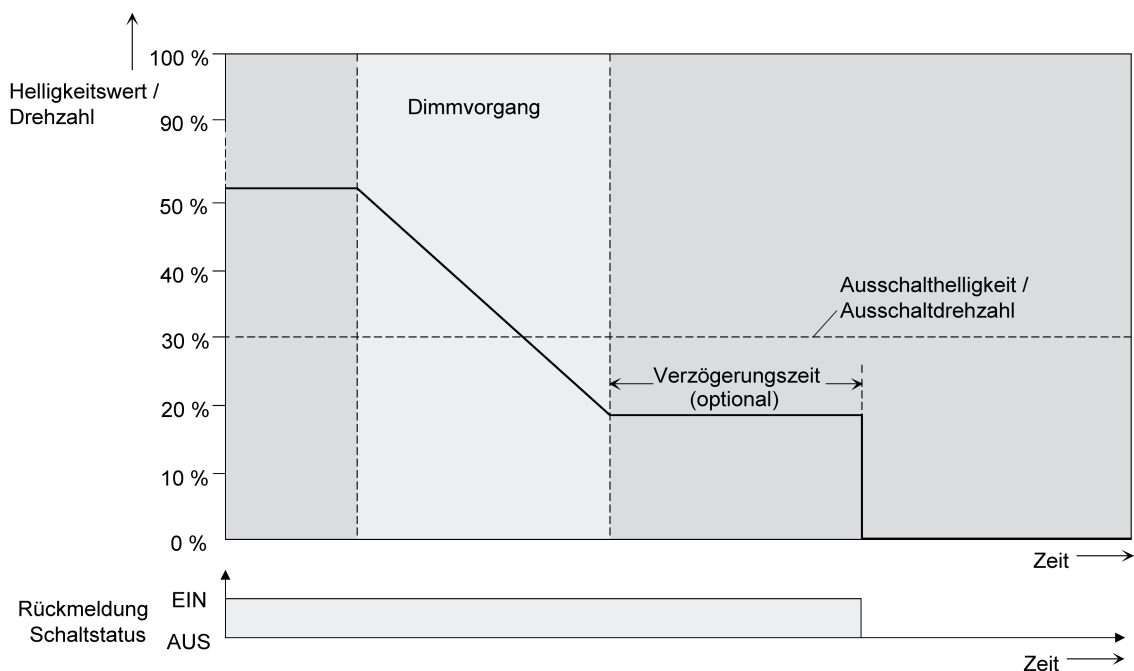 100 %
Helligkeitswert /
Drehzahl
Dimmvorgang
90 %
50 %
40 %
Ausschalthelligkeit /
Ausschaltdrehzahl
30 %
Verzögerungszeit
(optional)
20 %
10 %
0 %
Zeit
Rückmeldung
Schaltstatus
EIN
AUS
Zeit